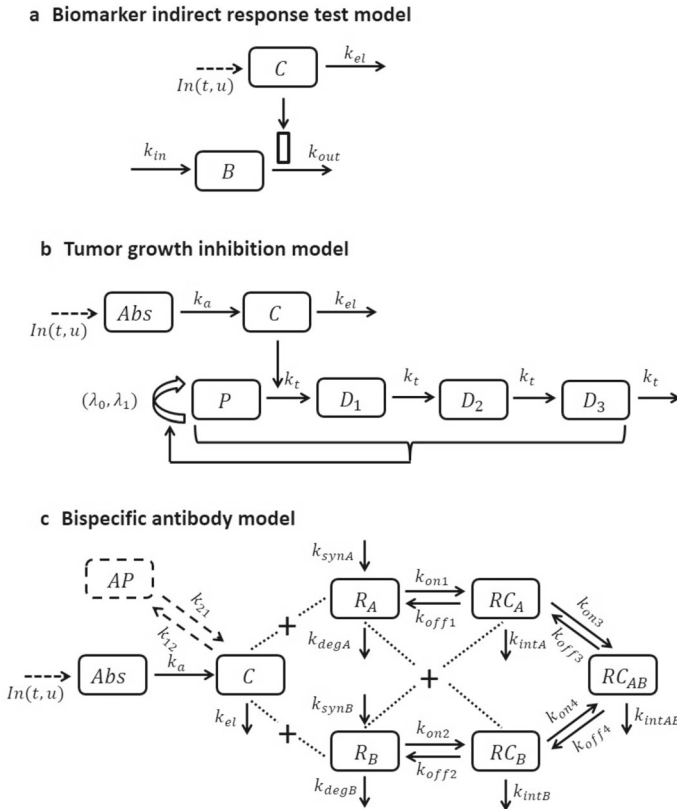 a Biomarker indirect response test model
C
k_el
In(t,u)
k_in
B
k_out
b Tumor growth inhibition model
In(t,u)
Abs
k_a
C
k_el
(λ_0, λ_1)
P
k_t
D_1
k_t
D_2
k_t
D_3
k_t
c Bispecific antibody model
AP
k_21
k_12
In(t,u)
Abs
k_a
C
k_el
+
+
+
k_synA
R_A
k_degA
k_on1
k_off1
RC_A
k_intA
k_on3
k_off3
RC_AB
k_intAB
k_synB
R_B
k_degB
k_on2
k_off2
RC_B
k_intB
k_on4
k_off4